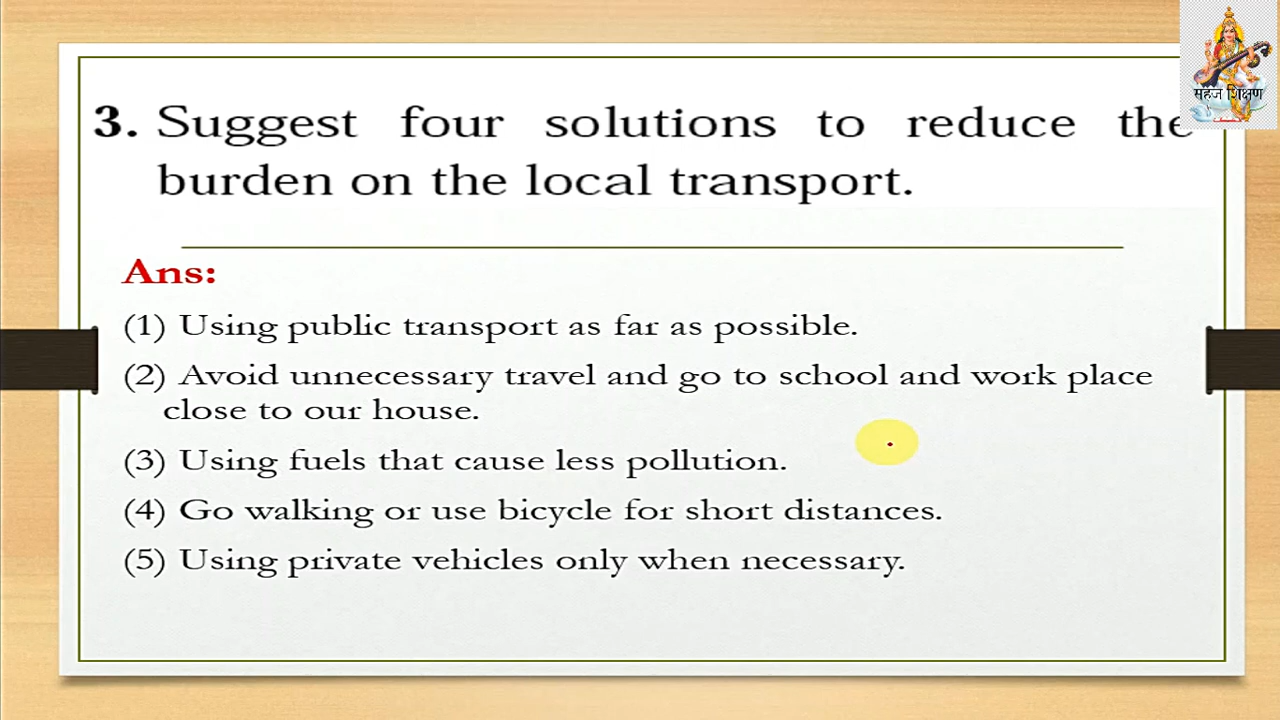 सहज शिक्षण
3. Suggest four solutions to reduce the
burden on the local transport.
Ans:
(1) Using public transport as far as possible.
(2) Avoid unnecessary travel and go to school and work place
close to our house.
(3) Using fuels that cause less pollution.
(4) Go walking or use bicycle for short distances.
(5) Using private vehicles only when necessary.